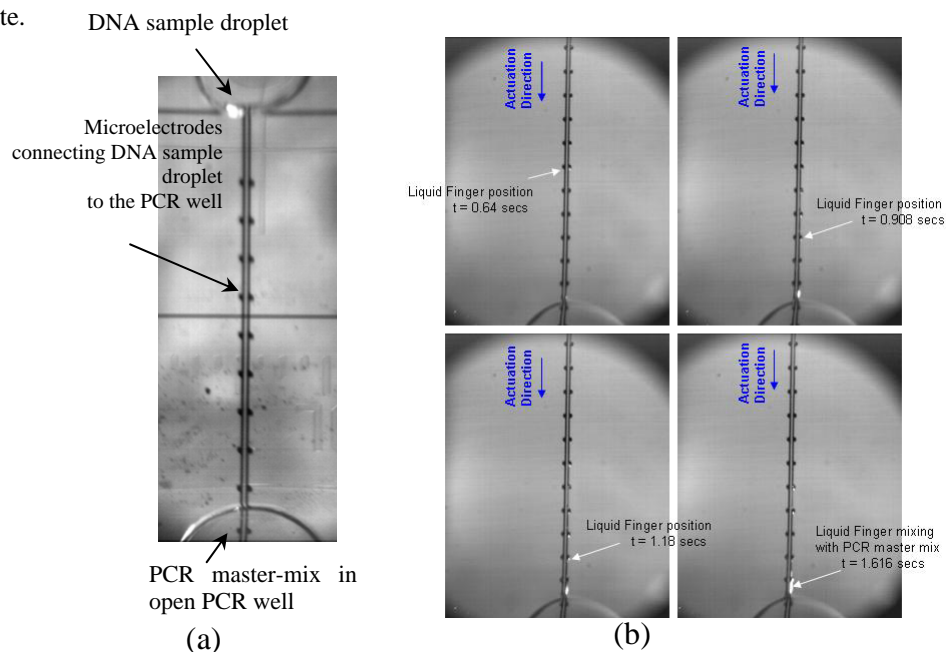 te.
DNA sample droplet
Microelectrodes
connecting DNA sample
droplet
to the PCR well
PCR master-mix in
open PCR well
(a)
Actuation
Direction
Liquid Finger position
t = 0.64 secs
Actuation
Direction
Liquid Finger position
t = 0.908 secs
Actuation
Direction
Liquid Finger position
t = 1.18 secs
Actuation
Direction
Liquid Finger mixing
with PCR master mix
t = 1.616 secs
(b)